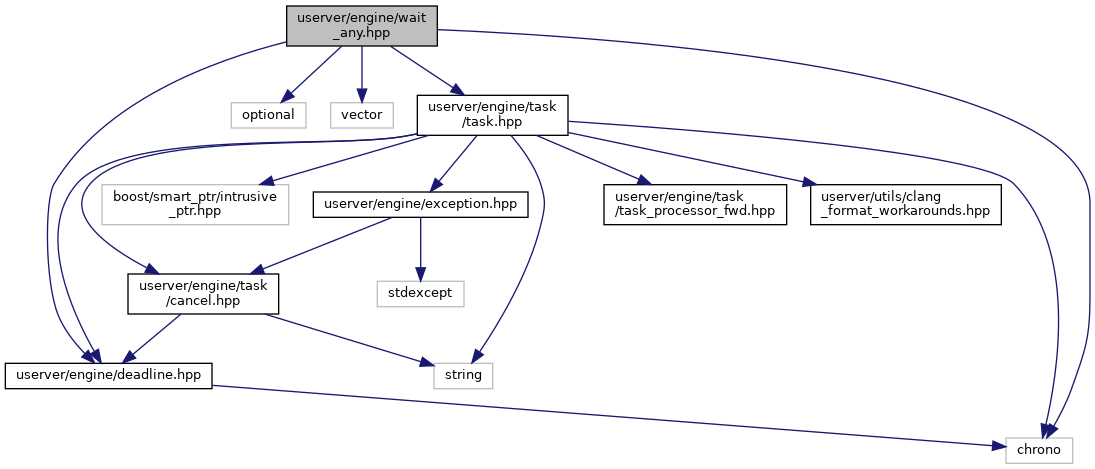 userver/engine/wait
_any.hpp
optional
vector
userver/engine/task
/task.hpp
boost/smart_ptr/intrusive
_ptr.hpp
userver/engine/exception.hpp
userver/engine/task
/task_processor_fwd.hpp
userver/utils/clang
_format_workarounds.hpp
userver/engine/task
/cancel.hpp
stdexcept
userver/engine/deadline.hpp
string
chrono